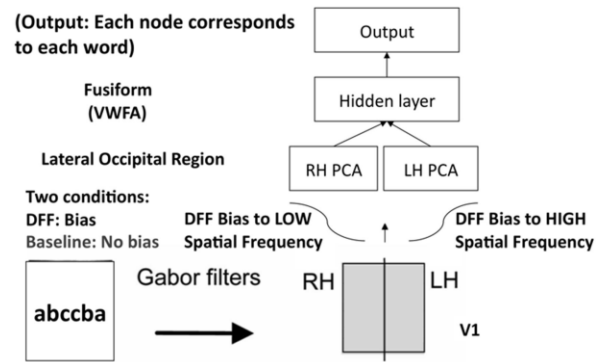 (Output: Each node corresponds
to each word)
Output
Fusiform
(VWFA)
Hidden layer
Lateral Occipital Region
RH PCA
LH PCA
Two conditions:
DFF: Bias
Baseline: No bias
DFF Bias to LOW
Spatial Frequency
DFF Bias to HIGH
Spatial Frequency
abccba
Gabor filters
RH
LH
V1